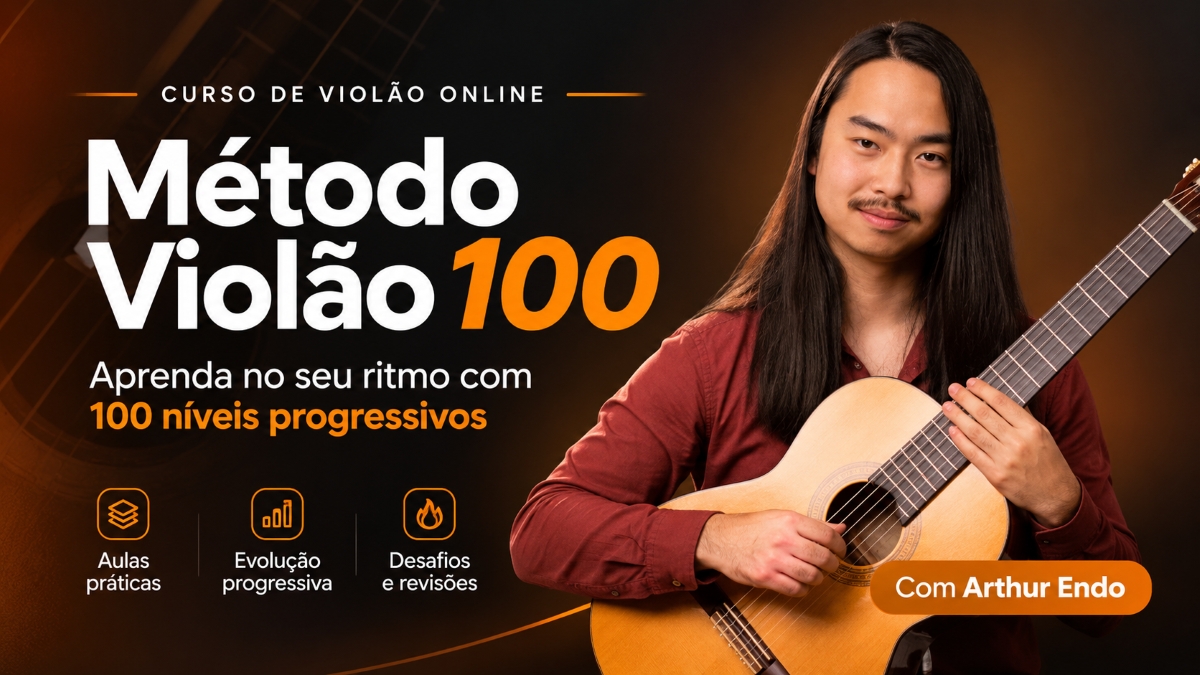 CURSO DE VIOLÃO ONLINE
Método
Violão 100
Aprenda no seu ritmo com
100 níveis progressivos
Aulas
práticas
Evolução
progressiva
Desafios
e revisões
Com Arthur Endo